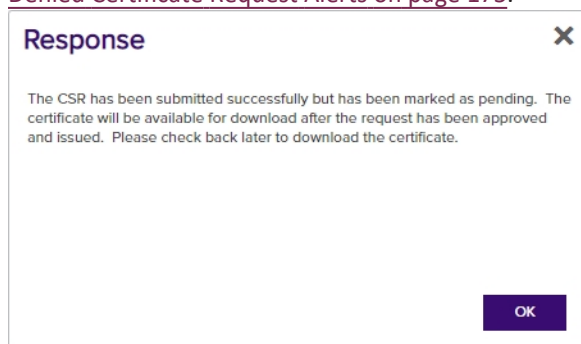 Denied Certificate Request Alerts on page 175.
Response
The CSR has been submitted successfully but has been marked as pending. The
certificate will be available for download after the request has been approved
and issued. Please check back later to download the certificate.
OK